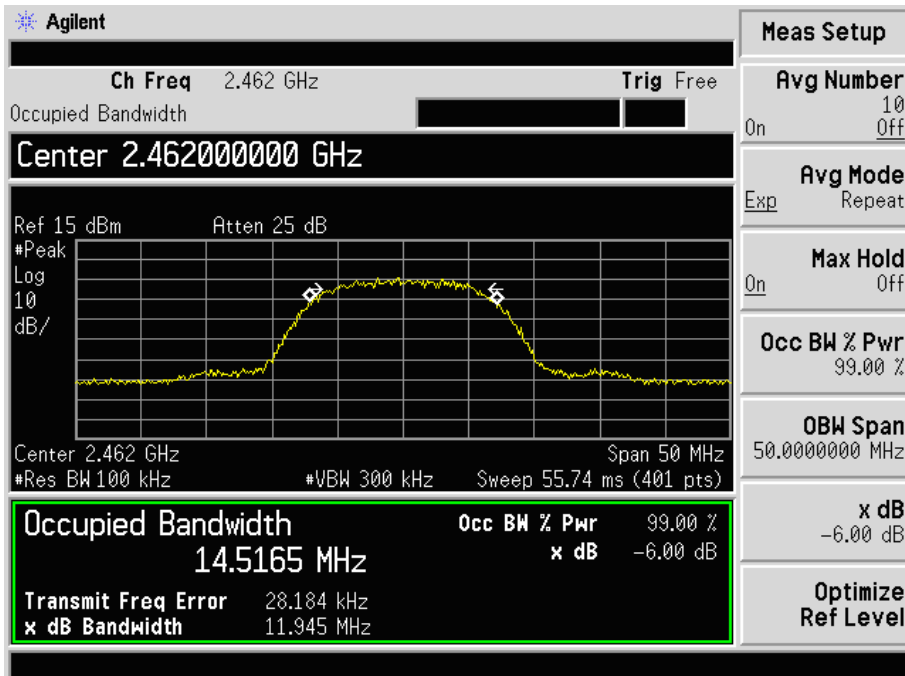 Agilent
Ch Freq 2.462 GHz Trig Free
Occupied Bandwidth
Center 2.462000000 GHz
Ref 15 dBm Atten 25 dB
#Peak
Log
10
dB/
Center 2.462 GHz Span 50 MHz
#Res BW 100 kHz #VBW 300 kHz Sweep 55.74 ms (401 pts)
Occupied Bandwidth Occ BW % Pwr 99.00 %
14.5165 MHz x dB -6.00 dB
Transmit Freq Error 28.184 kHz
x dB Bandwidth 11.945 MHz
Meas Setup
Avg Number
10
On Off
Avg Mode
Exp Repeat
Max Hold
On Off
Occ BW % Pwr
99.00 %
OBW Span
50.0000000 MHz
x dB
-6.00 dB
Optimize
Ref Level